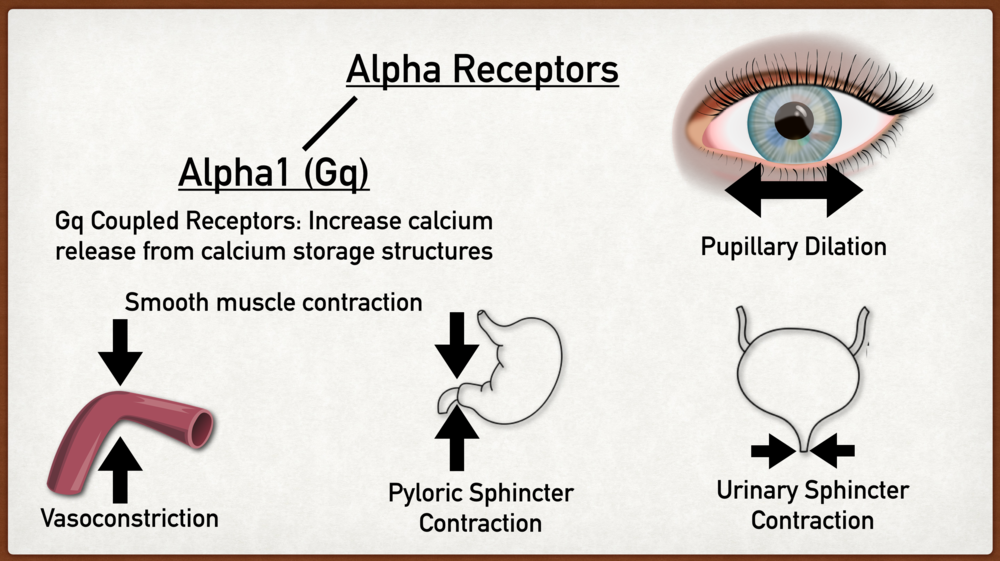 Alpha Receptors
Alpha1 (Gq)
Gq Coupled Receptors: Increase calcium
release from calcium storage structures
Pupillary Dilation
Smooth muscle contraction
Vasoconstriction
Pyloric Sphincter
Contraction
Urinary Sphincter
Contraction